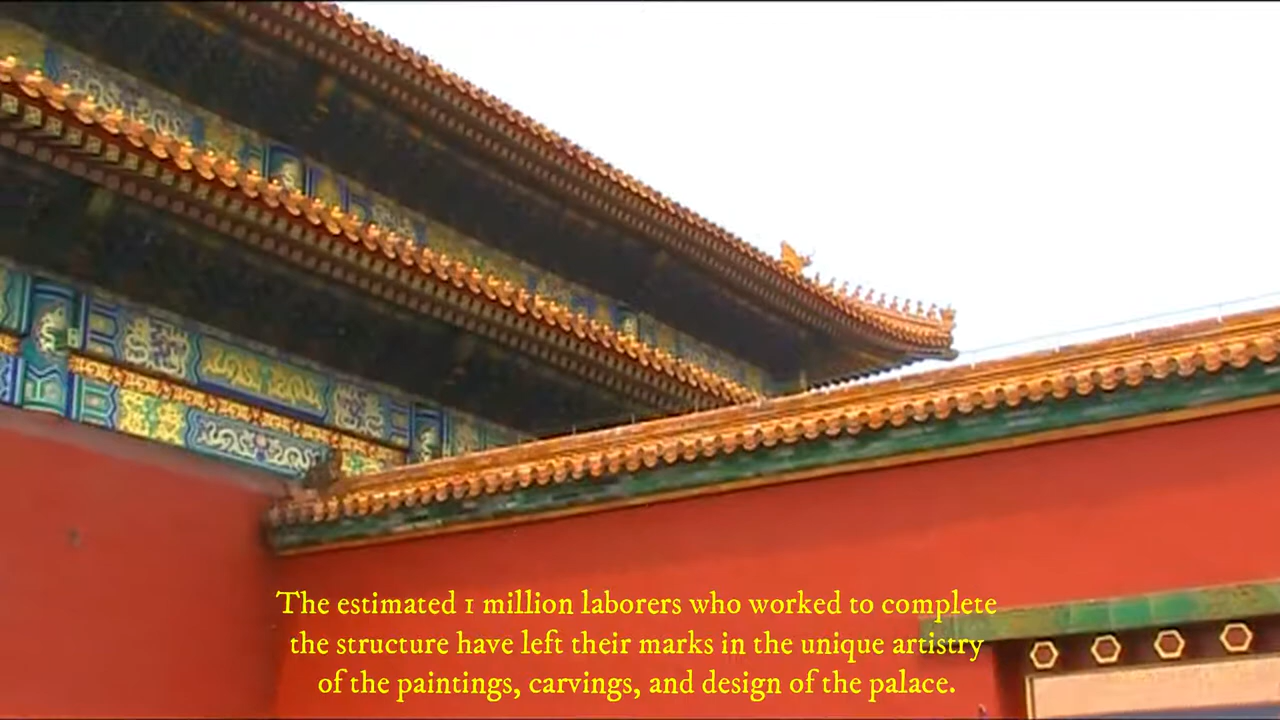 The estimated 1 million laborers who worked to complete
the structure have left their marks in the unique artistry
of the paintings, carvings, and design of the palace.